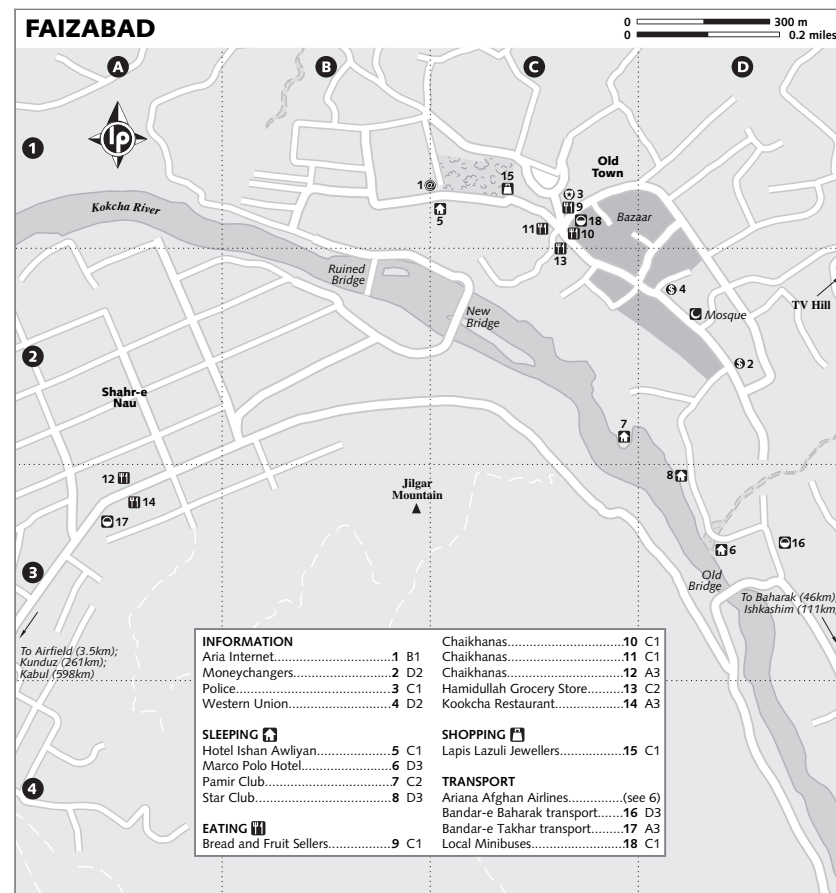 FAIZABAD
0 300 m
0 0.2 miles
A B C D
1
2
3
4
lp
Kokcha River
1
15
5
Old
Town
3
9
18
10
11
13
Bazaar
Ruined
Bridge
New
Bridge
4
Mosque
TV Hill
2
Shahr-e
Nau
7
8
12
14
17
Jilgar
Mountain
6
16
Old
Bridge
To Baharak (46km);
Ishkashim (111km)
To Airfield (3.5km);
Kunduz (261km);
Kabul (598km)
INFORMATION
Aria Internet................................1 B1
Moneychangers.........................2 D2
Police.........................................3 C1
Western Union..........................4 D2
SLEEPING
Hotel Ishan Awliyan...................5 C1
Marco Polo Hotel.......................6 D3
Pamir Club.................................7 C2
Star Club....................................8 D3
EATING
Bread and Fruit Sellers................9 C1
Chaikhanas...............................10 C1
Chaikhanas...............................11 C1
Chaikhanas...............................12 A3
Hamidullah Grocery Store........13 C2
Kookcha Restaurant.................14 A3
SHOPPING
Lapis Lazuli Jewellers................15 C1
TRANSPORT
Ariana Afghan Airlines............(see 6)
Bandar-e Baharak transport.....16 D3
Bandar-e Takhar transport.......17 A3
Local Minibuses.......................18 C1